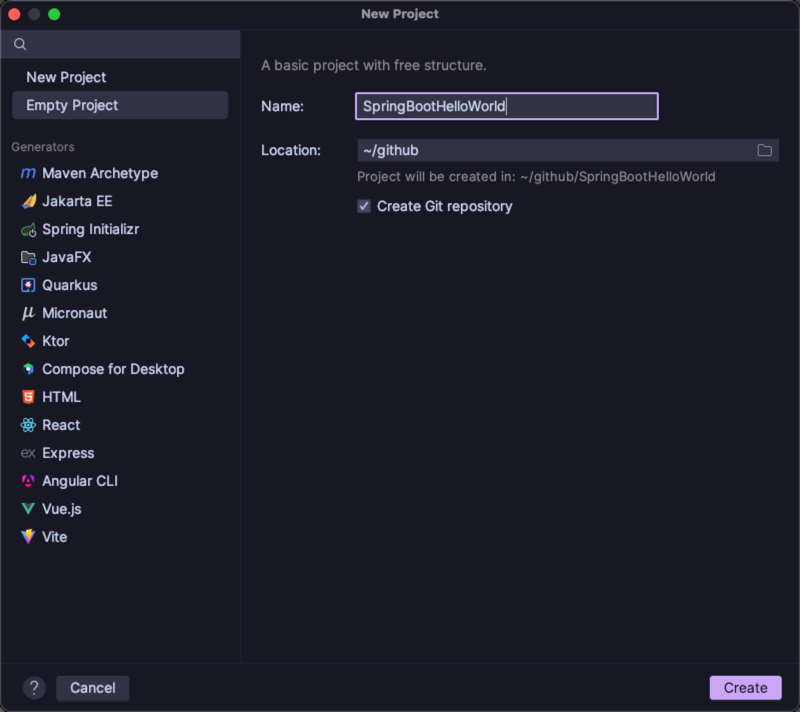 New Project
New Project
Empty Project
Generators
m Maven Archetype
Jakarta EE
Spring Initializr
JavaFX
Quarkus
μ Micronaut
Ktor
Compose for Desktop
5 HTML
React
ex Express
Angular CLI
Vue.js
Vite
A basic project with free structure.
Name: SpringBootHelloWorld
Location: ~/github
Project will be created in: ~/github/SpringBootHelloWorld
Create Git repository
? Cancel
Create